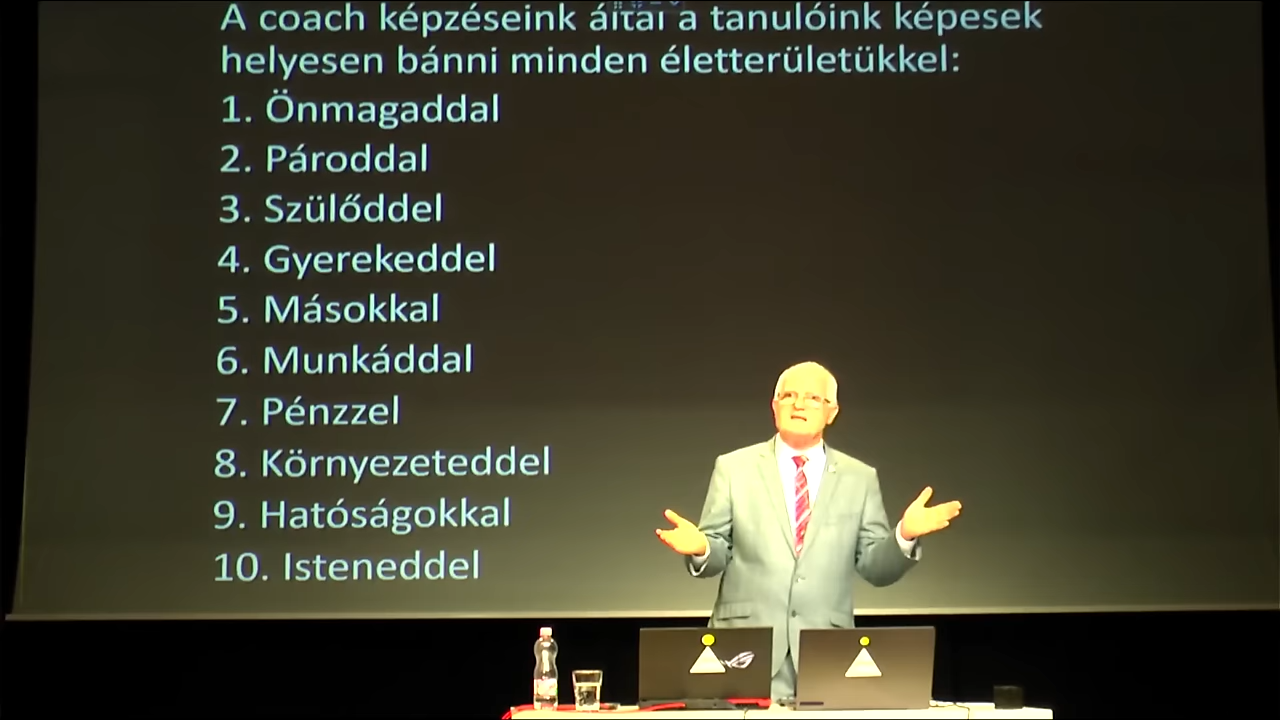 A coach képzéseink által a tanulóink képesek
helyesen bánni minden életterületükkel:
1. Önmagaddal
2. Pároddal
3. Szülőddel
4. Gyerekeddel
5. Másokkal
6. Munkáddal
7. Pénzzel
8. Környezeteddel
9. Hatóságokkal
10. Isteneddel